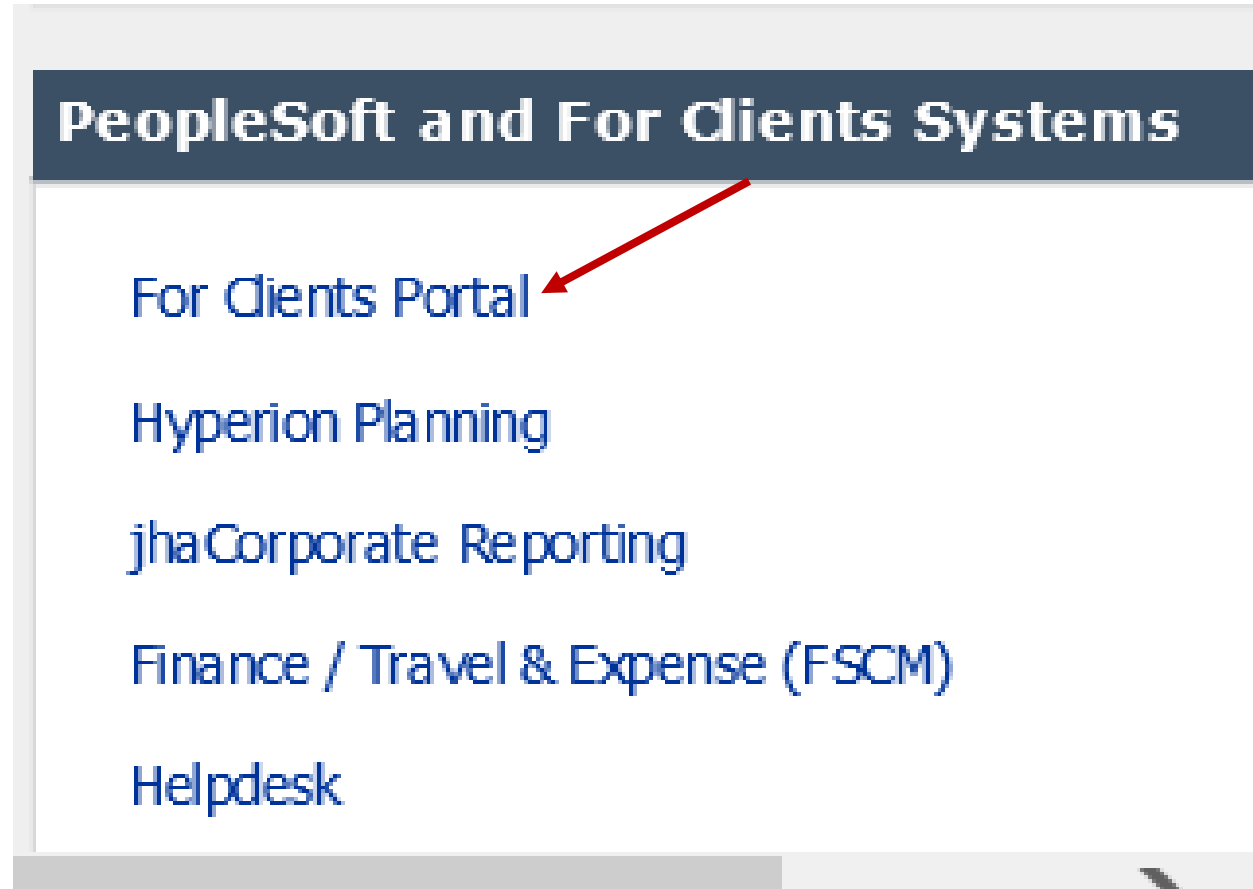 PeopleSoft and For Clients Systems
For Clients Portal
Hyperion Planning
jhaCorporate Reporting
Finance / Travel & Expense (FSCM)
Helpdesk